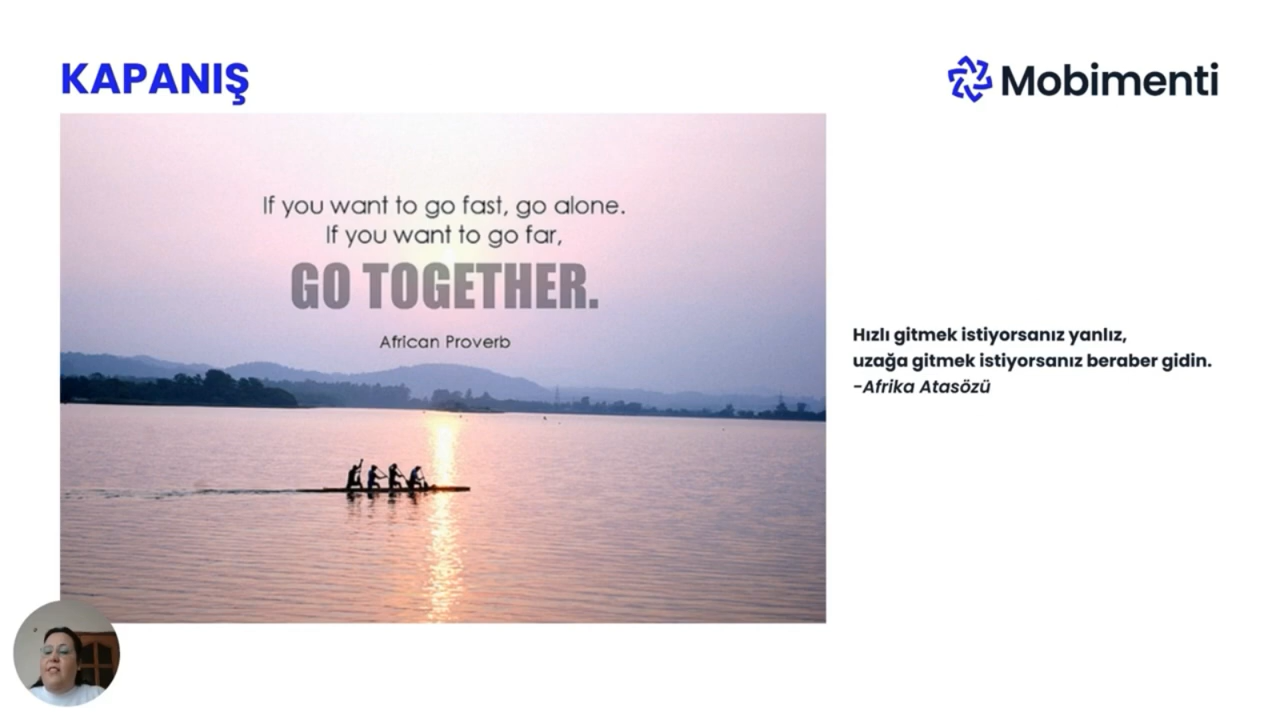 KAPANIŞ
Mobimenti
If you want to go fast, go alone.
If you want to go far,
GO TOGETHER.
African Proverb
Hızlı gitmek istiyorsanız yanlız,
uzağa gitmek istiyorsanız beraber gidin.
-Afrika Atasözü